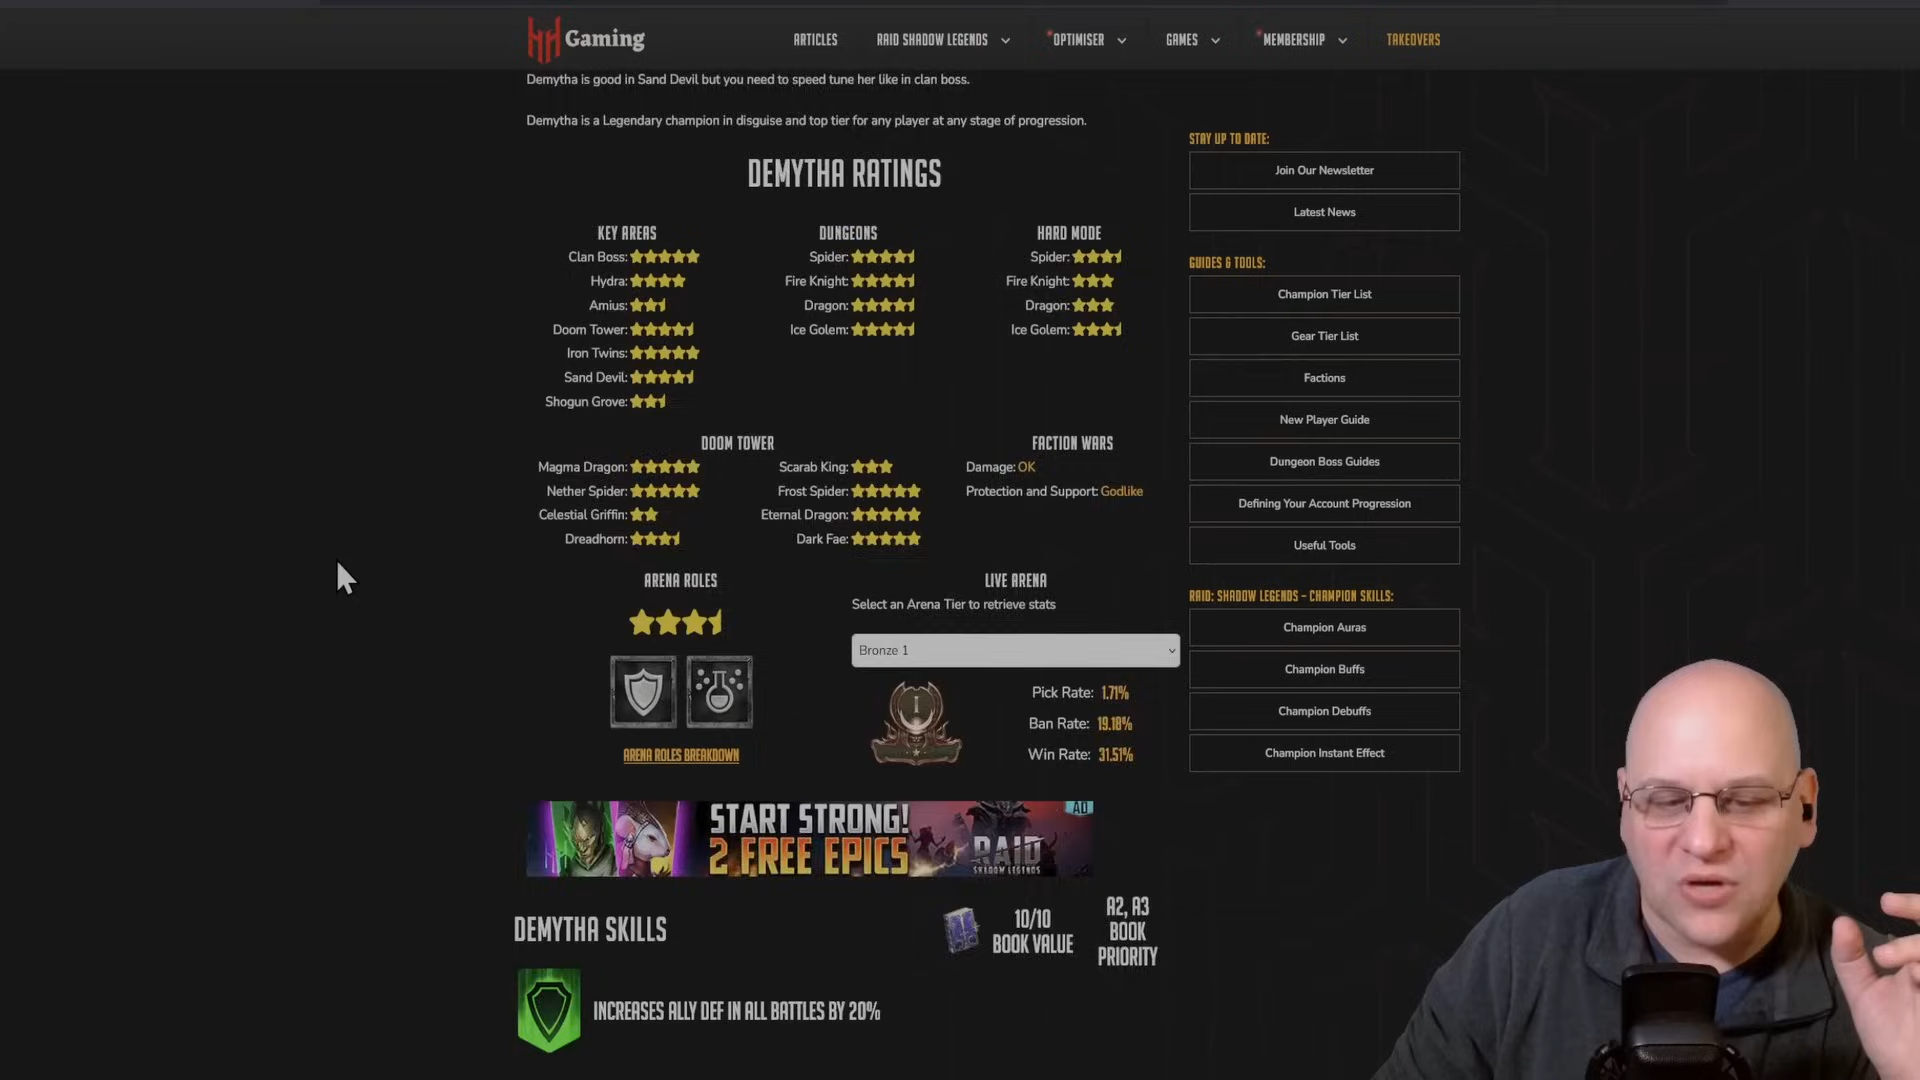 Gaming
ARTICLES
RAID SHADOW LEGENDS
OPTIMISER
GAMES
MEMBERSHIP
TAKEOVERS
Demytha is good in Sand Devil but you need to speed tune her like in clan boss.
Demytha is a Legendary champion in disguise and top tier for any player at any stage of progression.
DEMYTHA RATINGS
KEY AREAS
Clan Boss:
Hydra:
Amius:
Doom Tower:
Iron Twins:
Sand Devil:
Shogun Grove:
DUNGEONS
Spider:
Fire Knight:
Dragon:
Ice Golem:
HARD MODE
Spider:
Fire Knight:
Dragon:
Ice Golem:
DOOM TOWER
Magma Dragon:
Nether Spider:
Celestial Griffin:
Dreadhorn:
Scarab King:
Frost Spider:
Eternal Dragon:
Dark Fae:
FACTION WARS
Damage: OK
Protection and Support: Godlike
ARENA ROLES
ARENA ROLES BREAKDOWN
LIVE ARENA
Select an Arena Tier to retrieve stats
Bronze 1
I
Pick Rate: 1.71%
Ban Rate: 19.18%
Win Rate: 31.51%
START STRONG!
2 FREE EPICS
AD
RAID
SHADOW LEGENDS
DEMYTHA SKILLS
10/10
BOOK VALUE
A2, A3
BOOK
PRIORITY
INCREASES ALLY DEF IN ALL BATTLES BY 20%
STAY UP TO DATE:
Join Our Newsletter
Latest News
GUIDES & TOOLS:
Champion Tier List
Gear Tier List
Factions
New Player Guide
Dungeon Boss Guides
Defining Your Account Progression
Useful Tools
RAID: SHADOW LEGENDS – CHAMPION SKILLS:
Champion Auras
Champion Buffs
Champion Debuffs
Champion Instant Effect